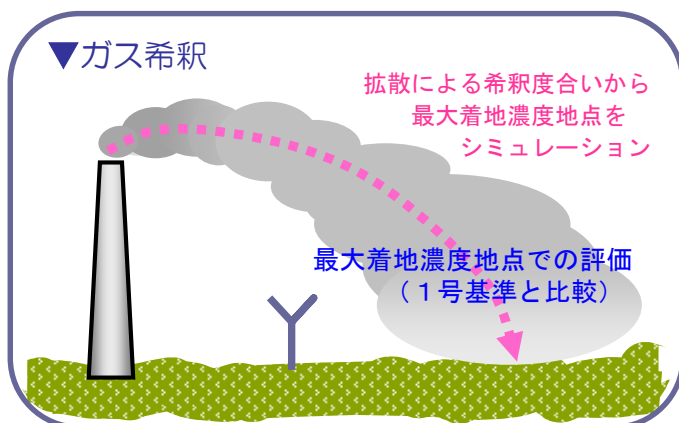 ▼ガス希釈
拡散による希釈度合いから
最大着地濃度地点を
シミュレーション
最大着地濃度地点での評価
（１号基準と比較）